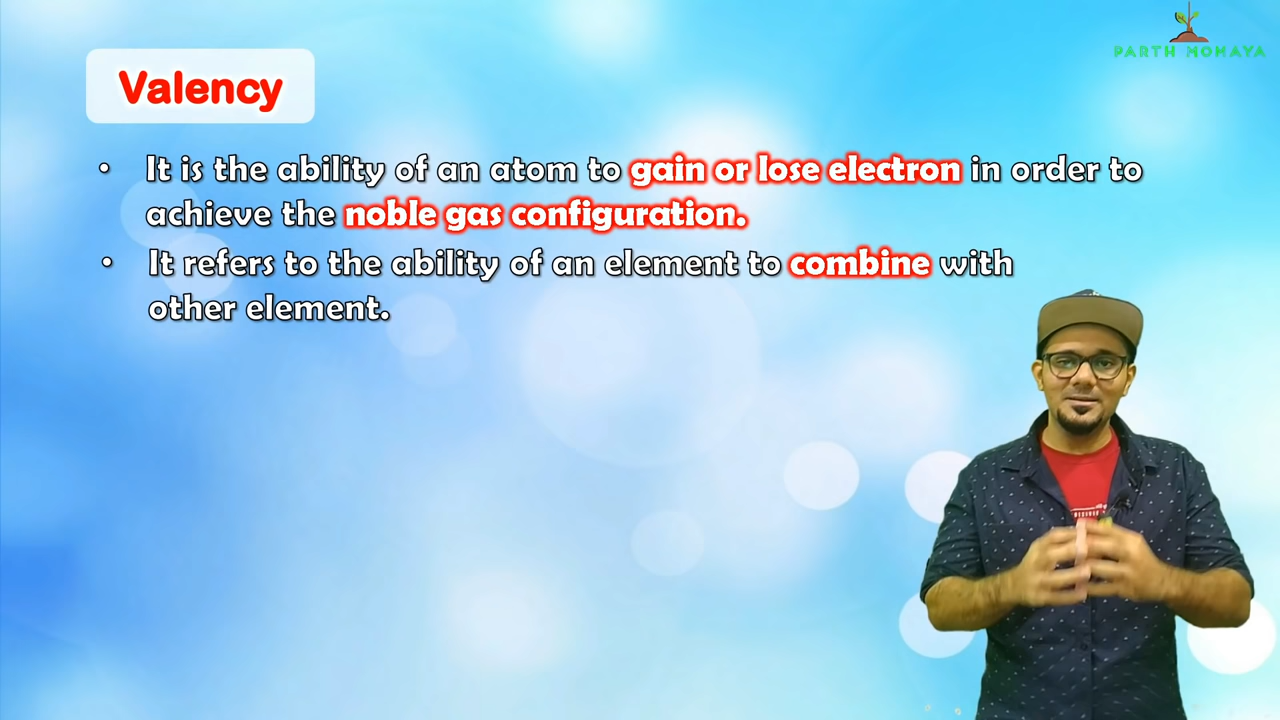 PARTH MOMAYA
Valency
• It is the ability of an atom to gain or lose electron in order to
achieve the noble gas configuration.
• It refers to the ability of an element to combine with
other element.